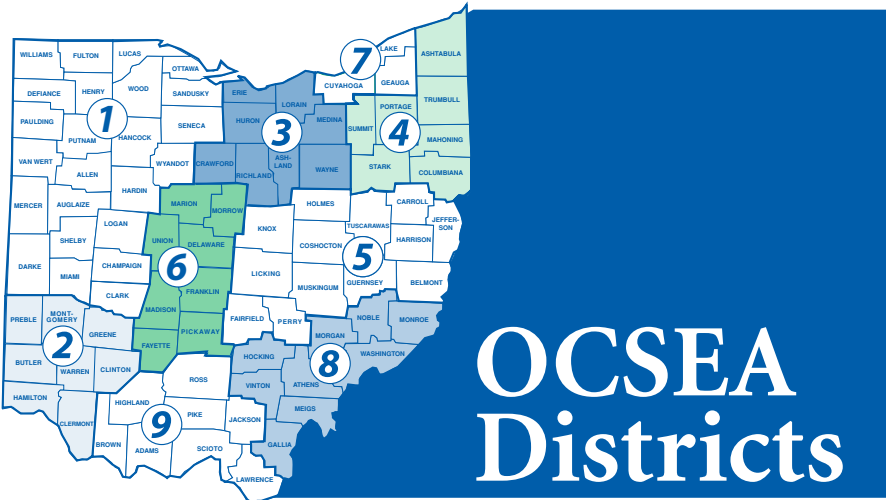 WILLIAMS
FULTON
LUCAS
OTTAWA
DEFIANCE
HENRY
WOOD
SANDUSKY
PAULDING
1
PUTNAM
HANCOCK
SENECA
VAN WERT
ALLEN
WYANDOT
MERCER
AUGLAIZE
HARDIN
LOGAN
SHELBY
DARKE
MIAMI
CHAMPAIGN
CLARK
ERIE
LORAIN
HURON
3
MEDINA
CRAWFORD
RICHLAND
ASH-
LAND
WAYNE
7
LAKE
CUYAHOGA
GEAUGA
ASHTABULA
PORTAGE
TRUMBULL
SUMMIT
4
MAHONING
STARK
COLUMBIANA
MARION
MORROW
UNION
DELAWARE
6
FRANKLIN
MADISON
PICKAWAY
FAYETTE
HOLMES
CARROLL
KNOX
TUSCARAWAS
JEFFER-
SON
COSHOCTON
HARRISON
5
LICKING
MUSKINGUM
GUERNSEY
BELMONT
FAIRFIELD
PERRY
PREBLE
MONT-
GOMERY
GREENE
2
BUTLER
WARREN
CLINTON
HAMILTON
CLERMONT
NOBLE
MONROE
MORGAN
WASHINGTON
HOCKING
8
VINTON
ATHENS
MEIGS
GALLIA
ROSS
HIGHLAND
PIKE
9
JACKSON
BROWN
ADAMS
SCIOTO
LAWRENCE
OCSEA
Districts